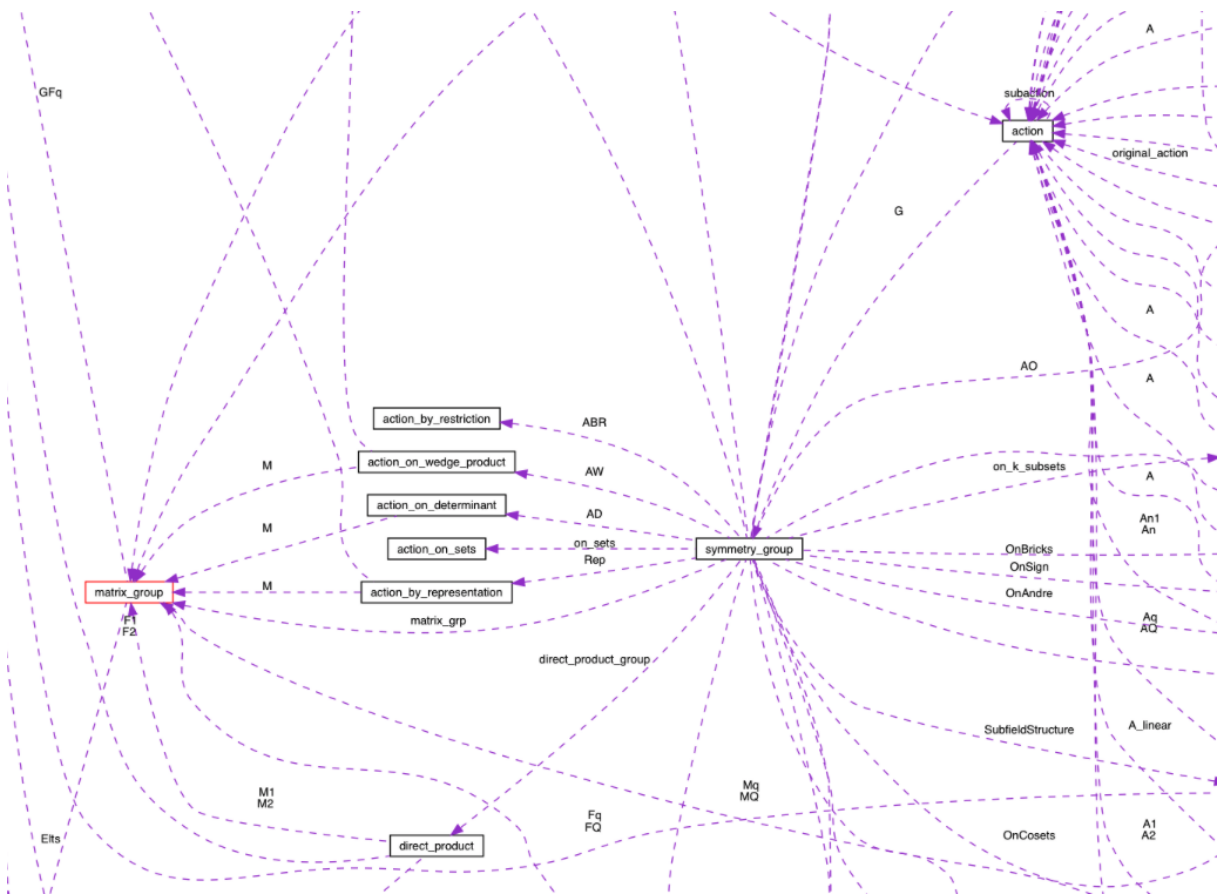 A
GFq
subaction
action
original_action
G
A
AO
A
action_by_restriction
ABR
action_on_wedge_product
M
AW
on_k_subsets
A
action_on_determinant
AD
M
An1
An
action_on_sets
on_sets
symmetry_group
OnBricks
Rep
OnSign
matrix_group
M
action_by_representation
OnAndre
F1
F2
matrix_grp
Aq
AQ
direct_product_group
SubfieldStructure
A_linear
M1
M2
Mq
MQ
Fq
FQ
Elts
direct_product
OnCosets
A1
A2